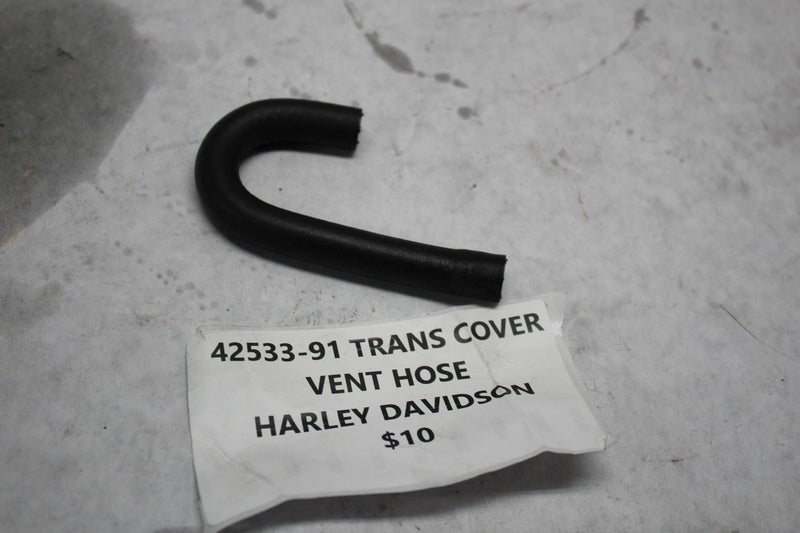 42533-91 TRANS COVER
VENT HOSE
HARLEY DAVIDSON
$10